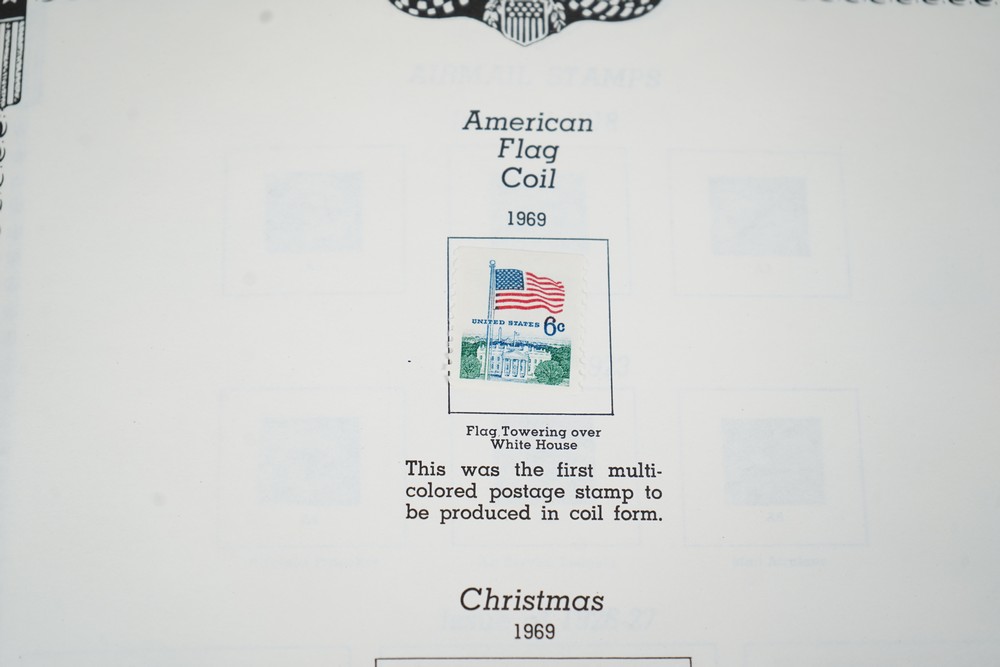 American
Flag
Coil
1969
UNITED STATES 6c
Flag Towering over
White House
This was the first multi-
colored postage stamp to
be produced in coil form.
Christmas
1969